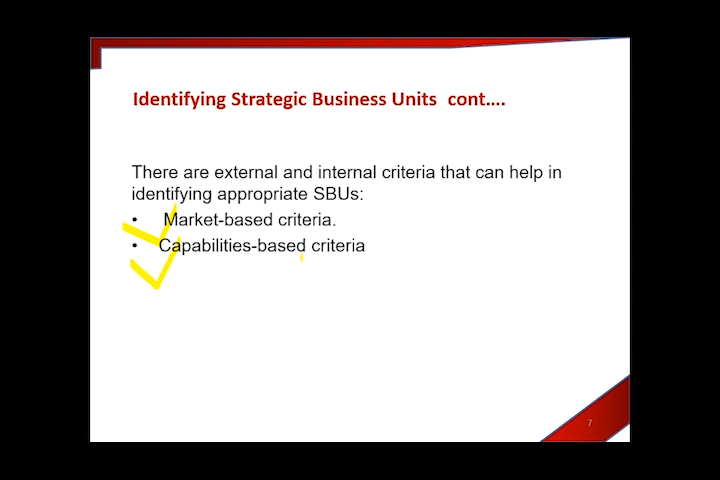 Identifying Strategic Business Units  cont....
There are external and internal criteria that can help in
identifying appropriate SBUs:
• Market-based criteria.
• Capabilities-based criteria
7